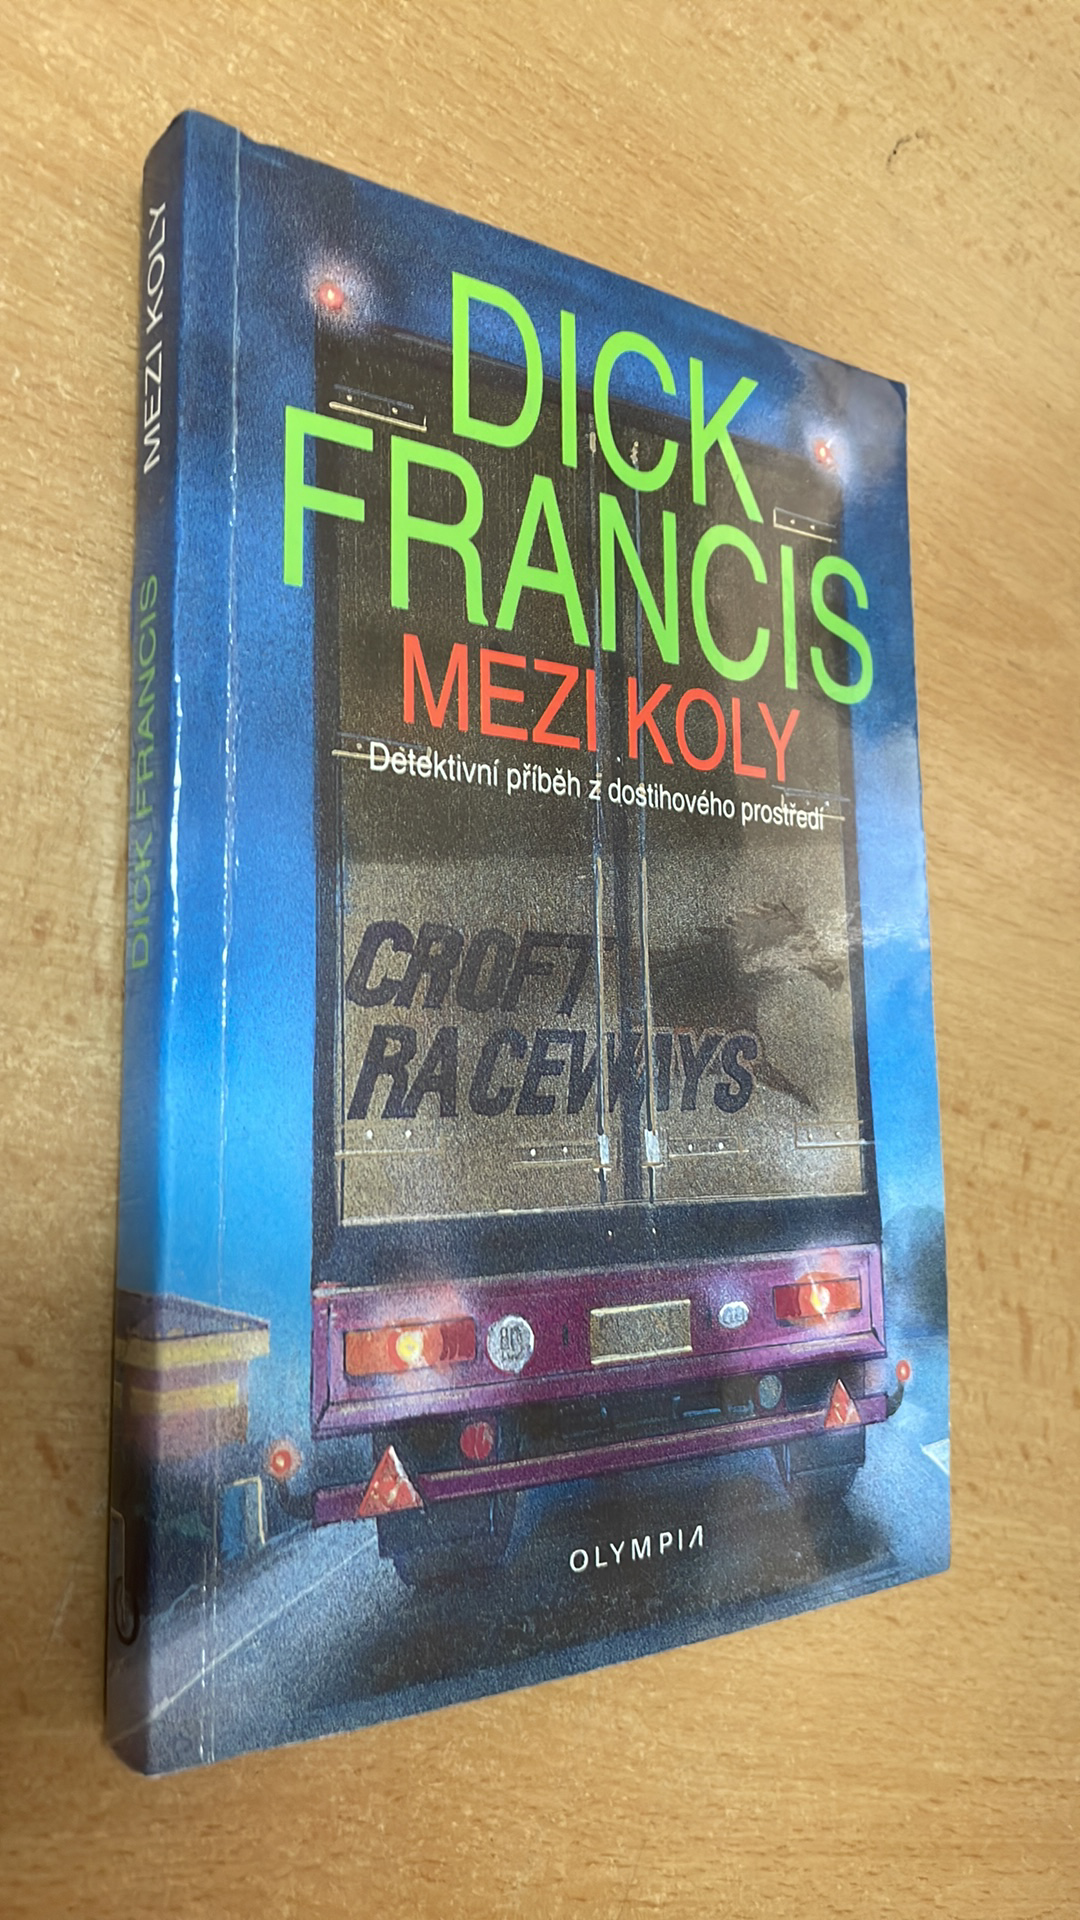 DICK
FRANCIS
MEZI KOLY
Detektivní příběh z dostihového prostředí
CROFT
RACEWAYS
OLYMPIA
DICK FRANCIS MEZI KOLY